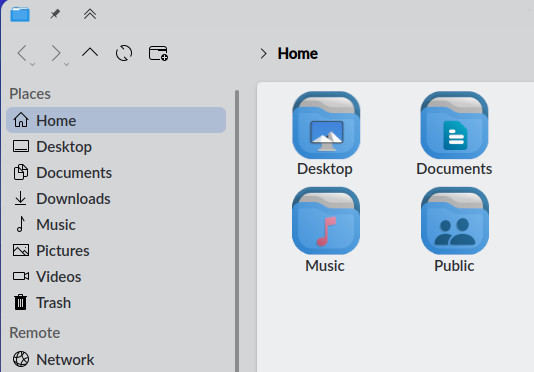 Home
Places
Home
Desktop
Documents
Downloads
Music
Pictures
Videos
Trash
Remote
Network
Desktop
Documents
Music
Public